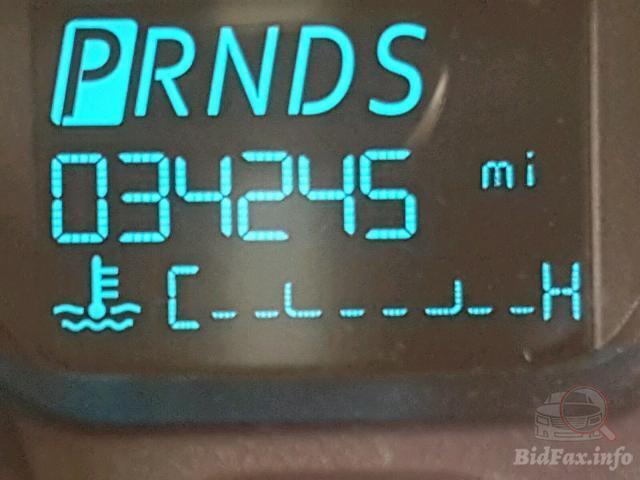 PRNDS
034245 mi
C H
BidFax.info